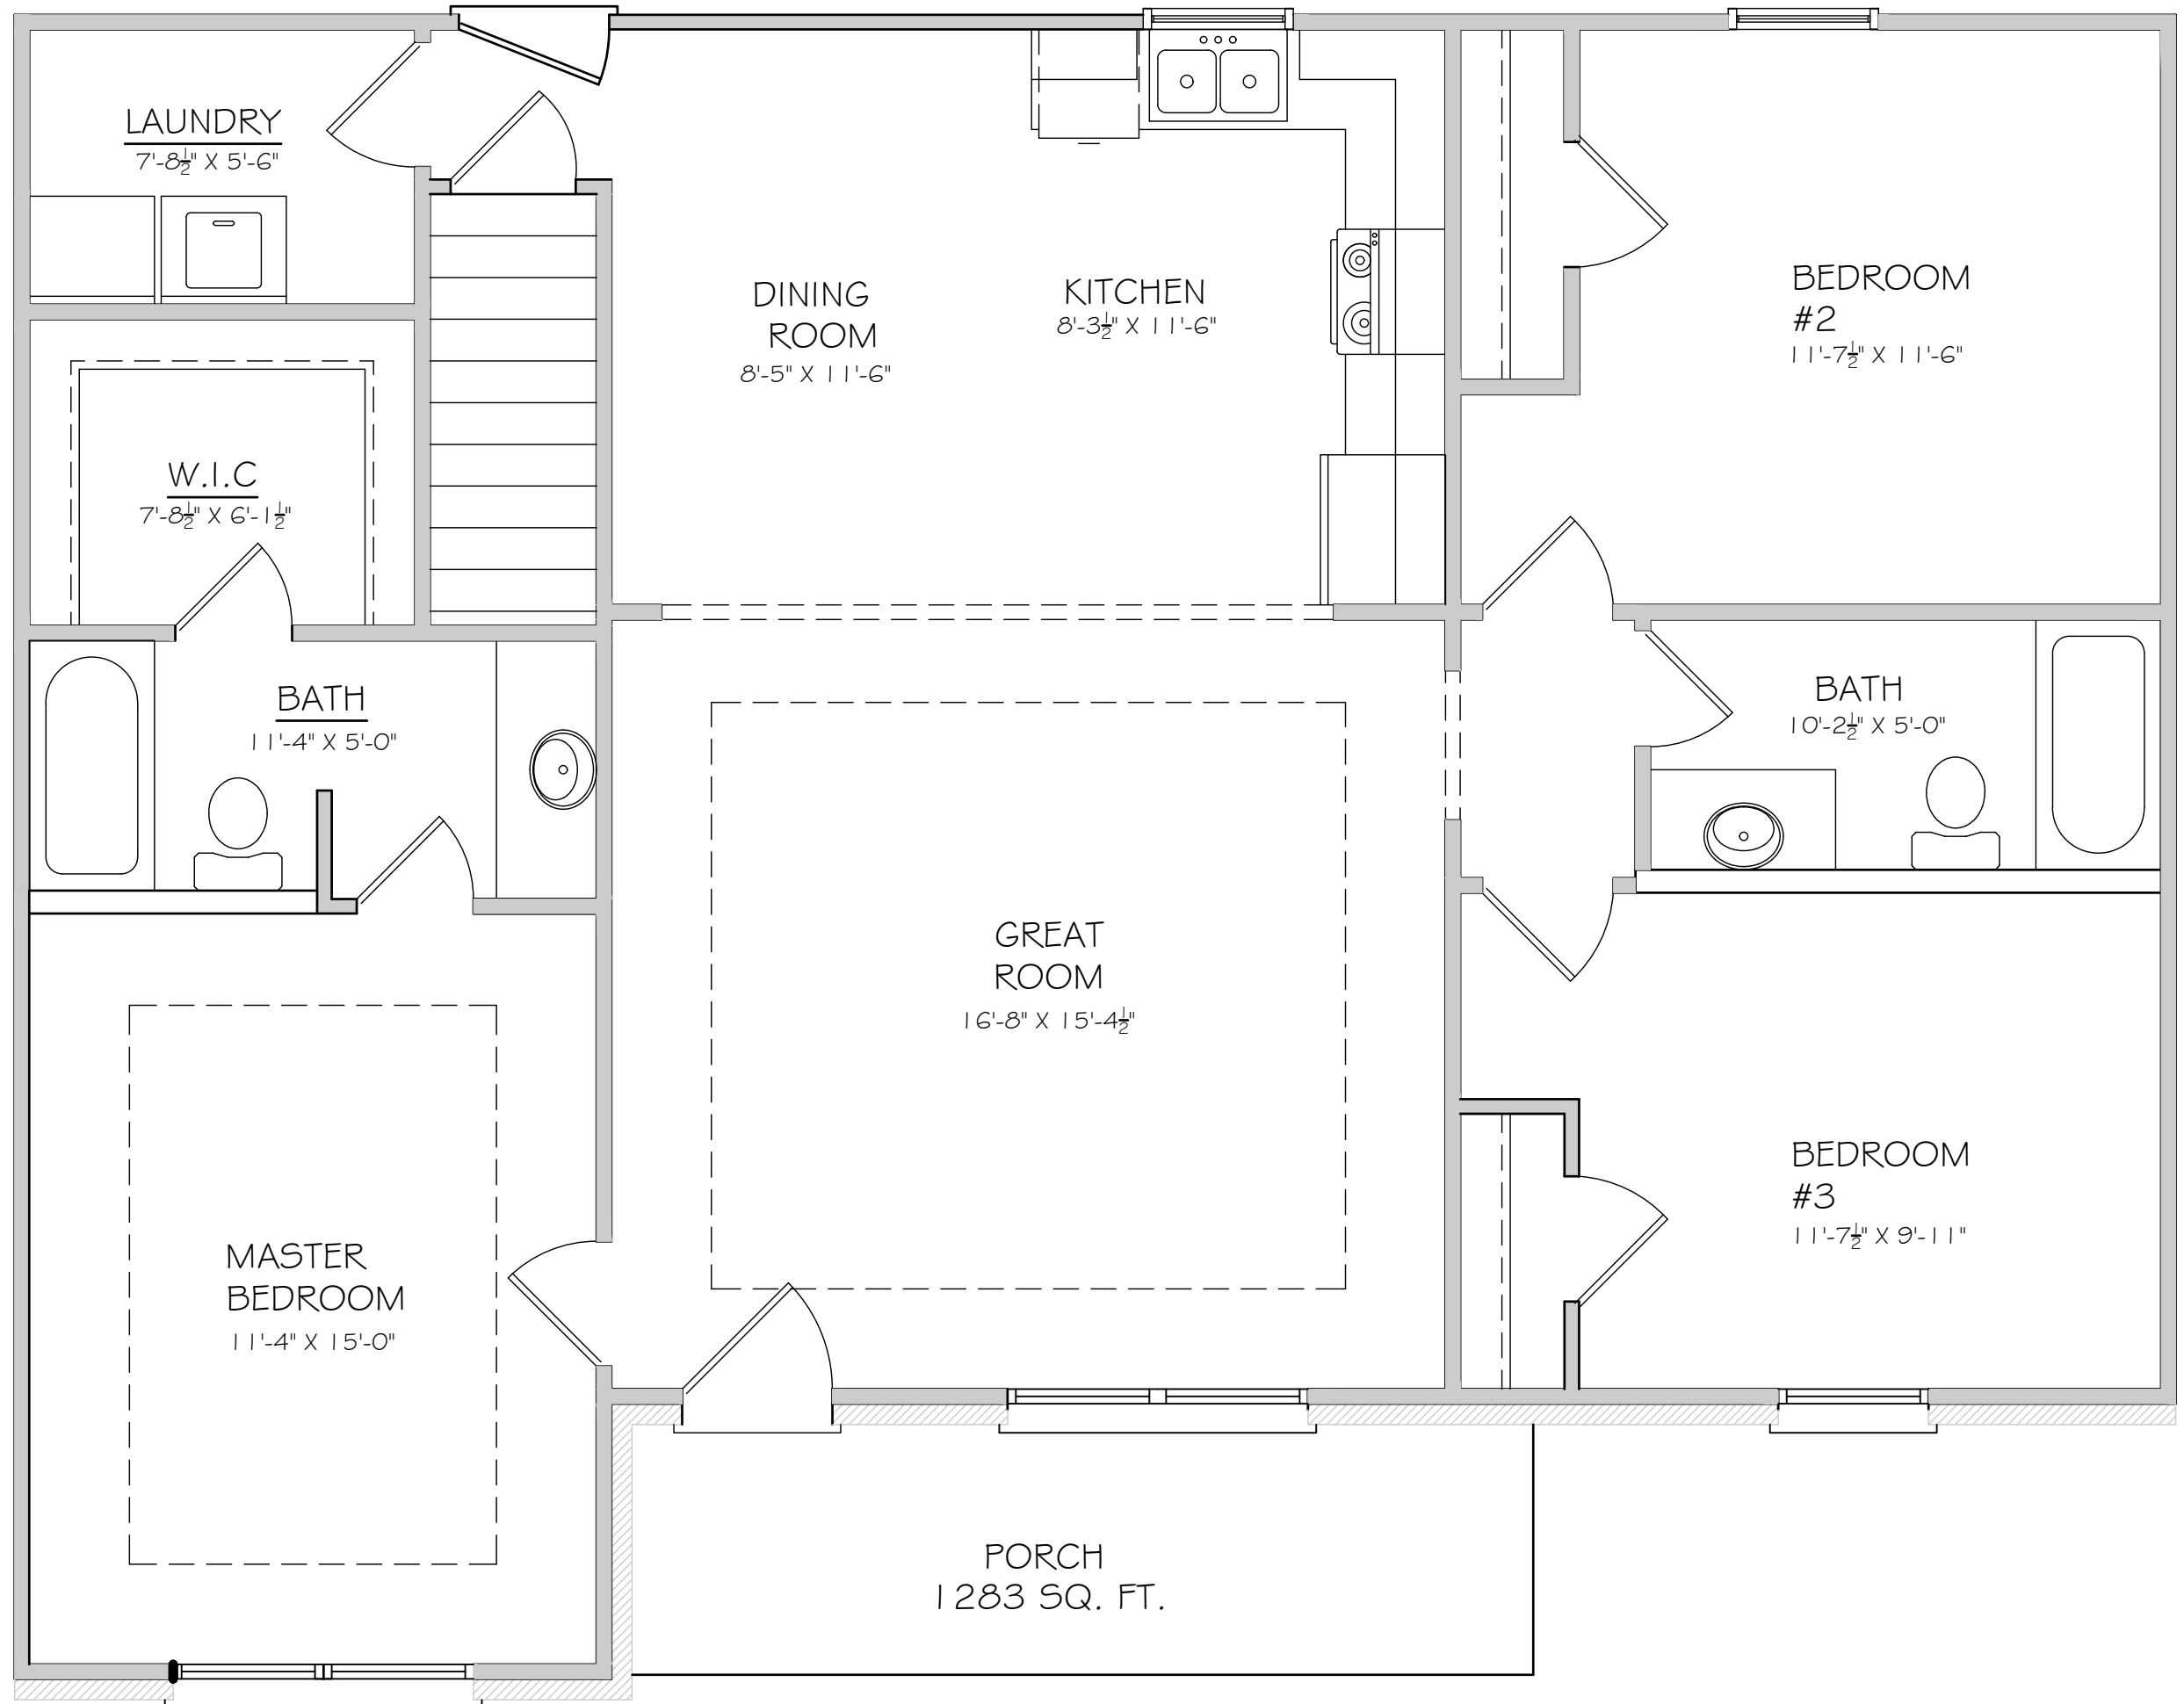 LAUNDRY
7'-8½" X 5'-6"
DINING
ROOM
8'-5" X 11'-6"
KITCHEN
8'-3½" X 11'-6"
BEDROOM
#2
11'-7½" X 11'-6"
W.I.C
7'-8½" X 6'-1½"
BATH
11'-4" X 5'-0"
BATH
10'-2½" X 5'-0"
GREAT
ROOM
16'-8" X 15'-4½"
BEDROOM
#3
11'-7½" X 9'-11"
MASTER
BEDROOM
11'-4" X 15'-0"
PORCH
1283 SQ. FT.